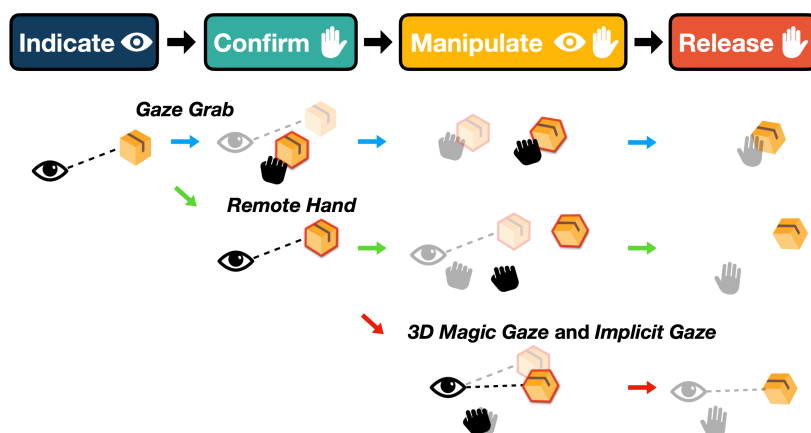 Indicate
Confirm
Manipulate
Release
Gaze Grab
Remote Hand
3D Magic Gaze and Implicit Gaze